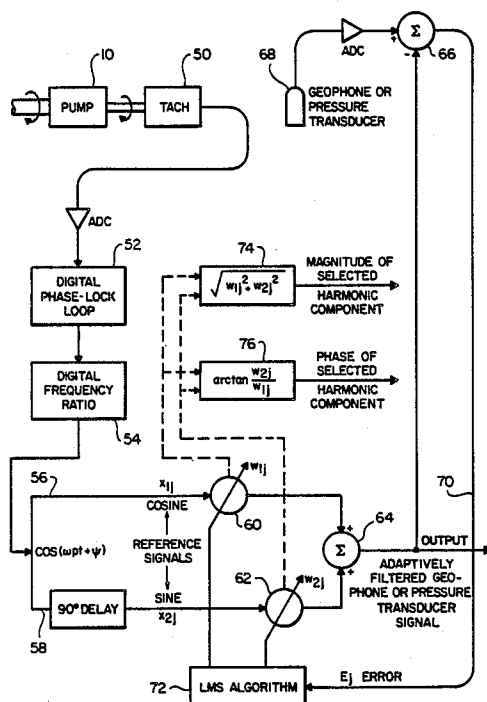 10
50
68
ADC
Σ
66
+
-
PUMP
TACH
GEOPHONE OR
PRESSURE
TRANSDUCER
ADC
52
DIGITAL
PHASE-LOCK
LOOP
74
√w1j²+w2j²
MAGNITUDE OF
SELECTED
HARMONIC
COMPONENT
DIGITAL
FREQUENCY
RATIO
54
76
arctan w2j/w1j
PHASE OF
SELECTED
HARMONIC
COMPONENT
56
x1j
COSINE
w1j
60
70
COS(ωpt+ψ)
REFERENCE
SIGNALS
64
+
Σ
+
OUTPUT
58
90° DELAY
SINE
x2j
62
w2j
ADAPTIVELY
FILTERED GEO-
PHONE OR PRESSURE
TRANSDUCER
SIGNAL
72
LMS ALGORITHM
Ej ERROR